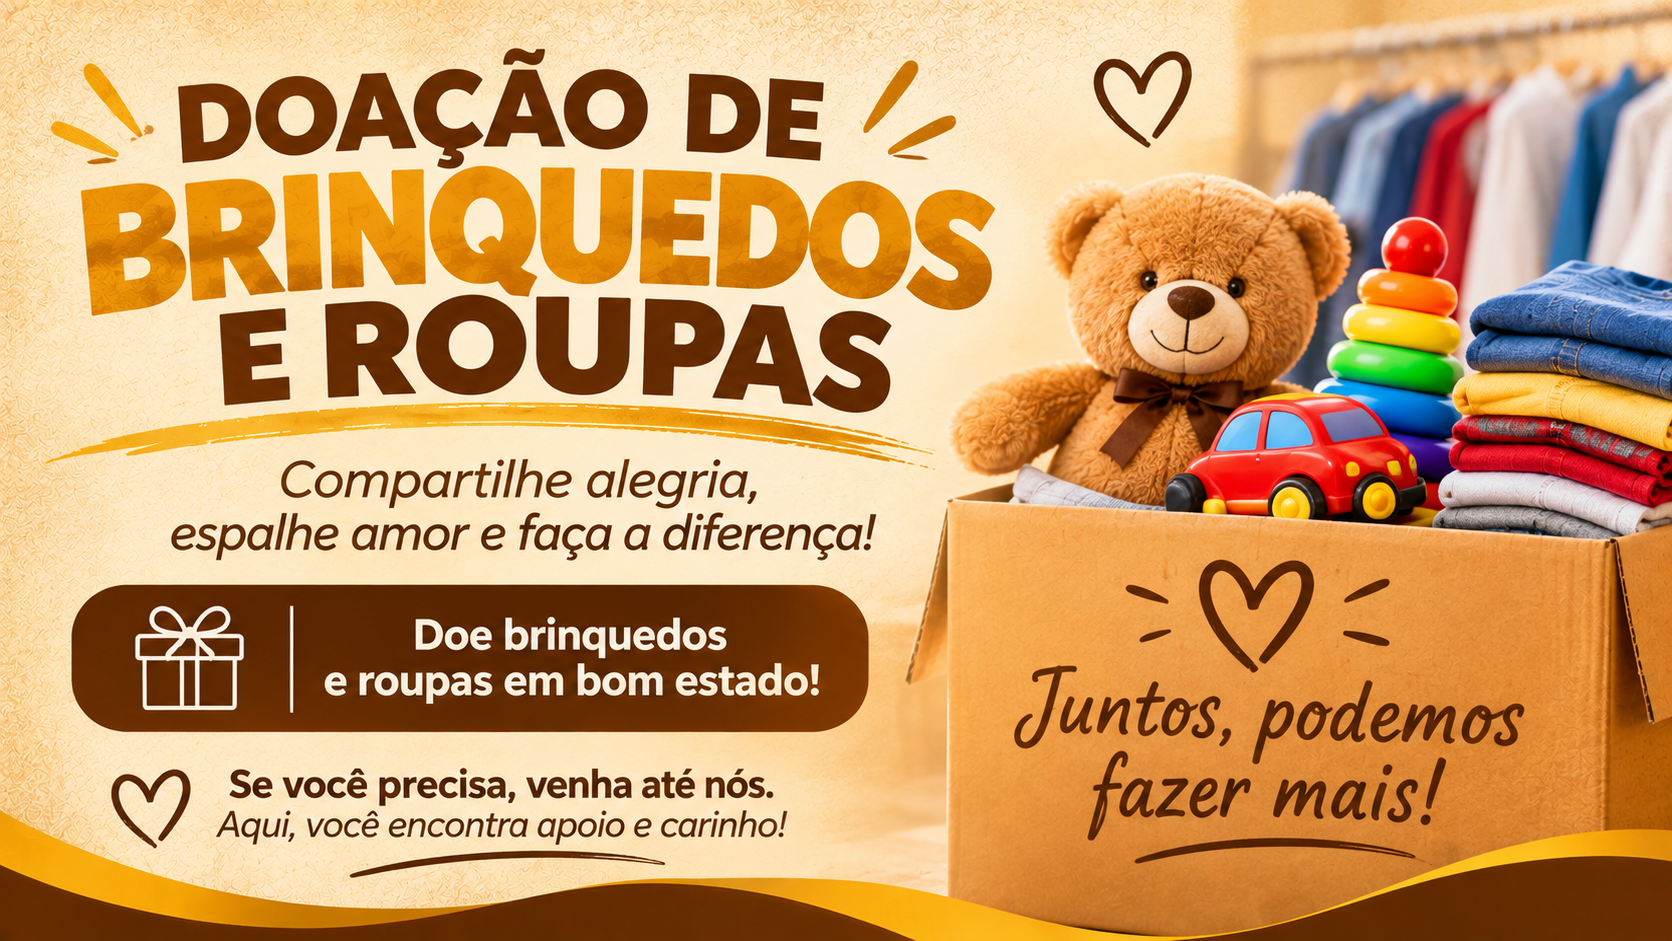 DOAÇÃO DE
BRINQUEDOS
E ROUPAS
Compartilhe alegria,
espalhe amor e faça a diferença!
Doe brinquedos
e roupas em bom estado!
Se você precisa, venha até nós.
Aqui, você encontra apoio e carinho!
Juntos, podemos
fazer mais!